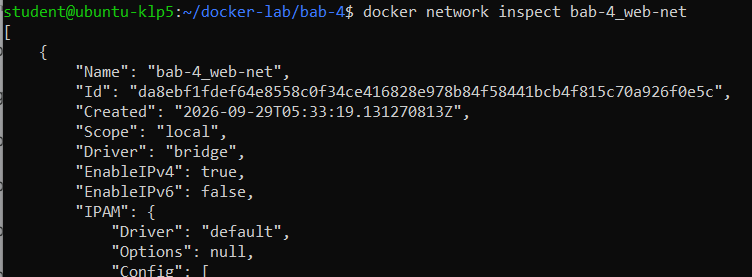 student@ubuntu-klp5:~/docker-lab/bab-4$ docker network inspect bab-4_web-net
[
    {
        "Name": "bab-4_web-net",
        "Id": "da8ebf1fdef64e8558c0f34ce416828e978b84f58441bcb4f815c70a926f0e5c",
        "Created": "2026-09-29T05:33:19.131270813Z",
        "Scope": "local",
        "Driver": "bridge",
        "EnableIPv4": true,
        "EnableIPv6": false,
        "IPAM": {
            "Driver": "default",
            "Options": null,
            "Config": [